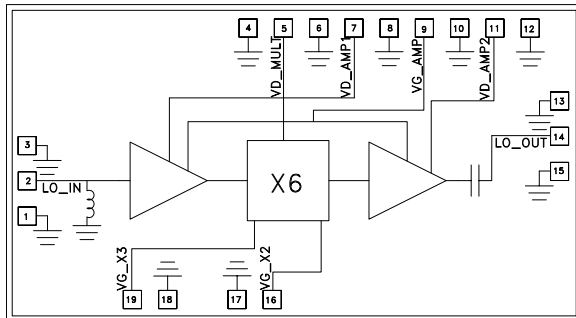 4 5 6 7 8 9 10 11 12
VD_MULT
VD_AMP1
VG_AMP
VD_AMP2
13
3
14
LO_OUT
2
LO_IN
X6
15
1
VG_X3
VG_X2
19 18 17 16